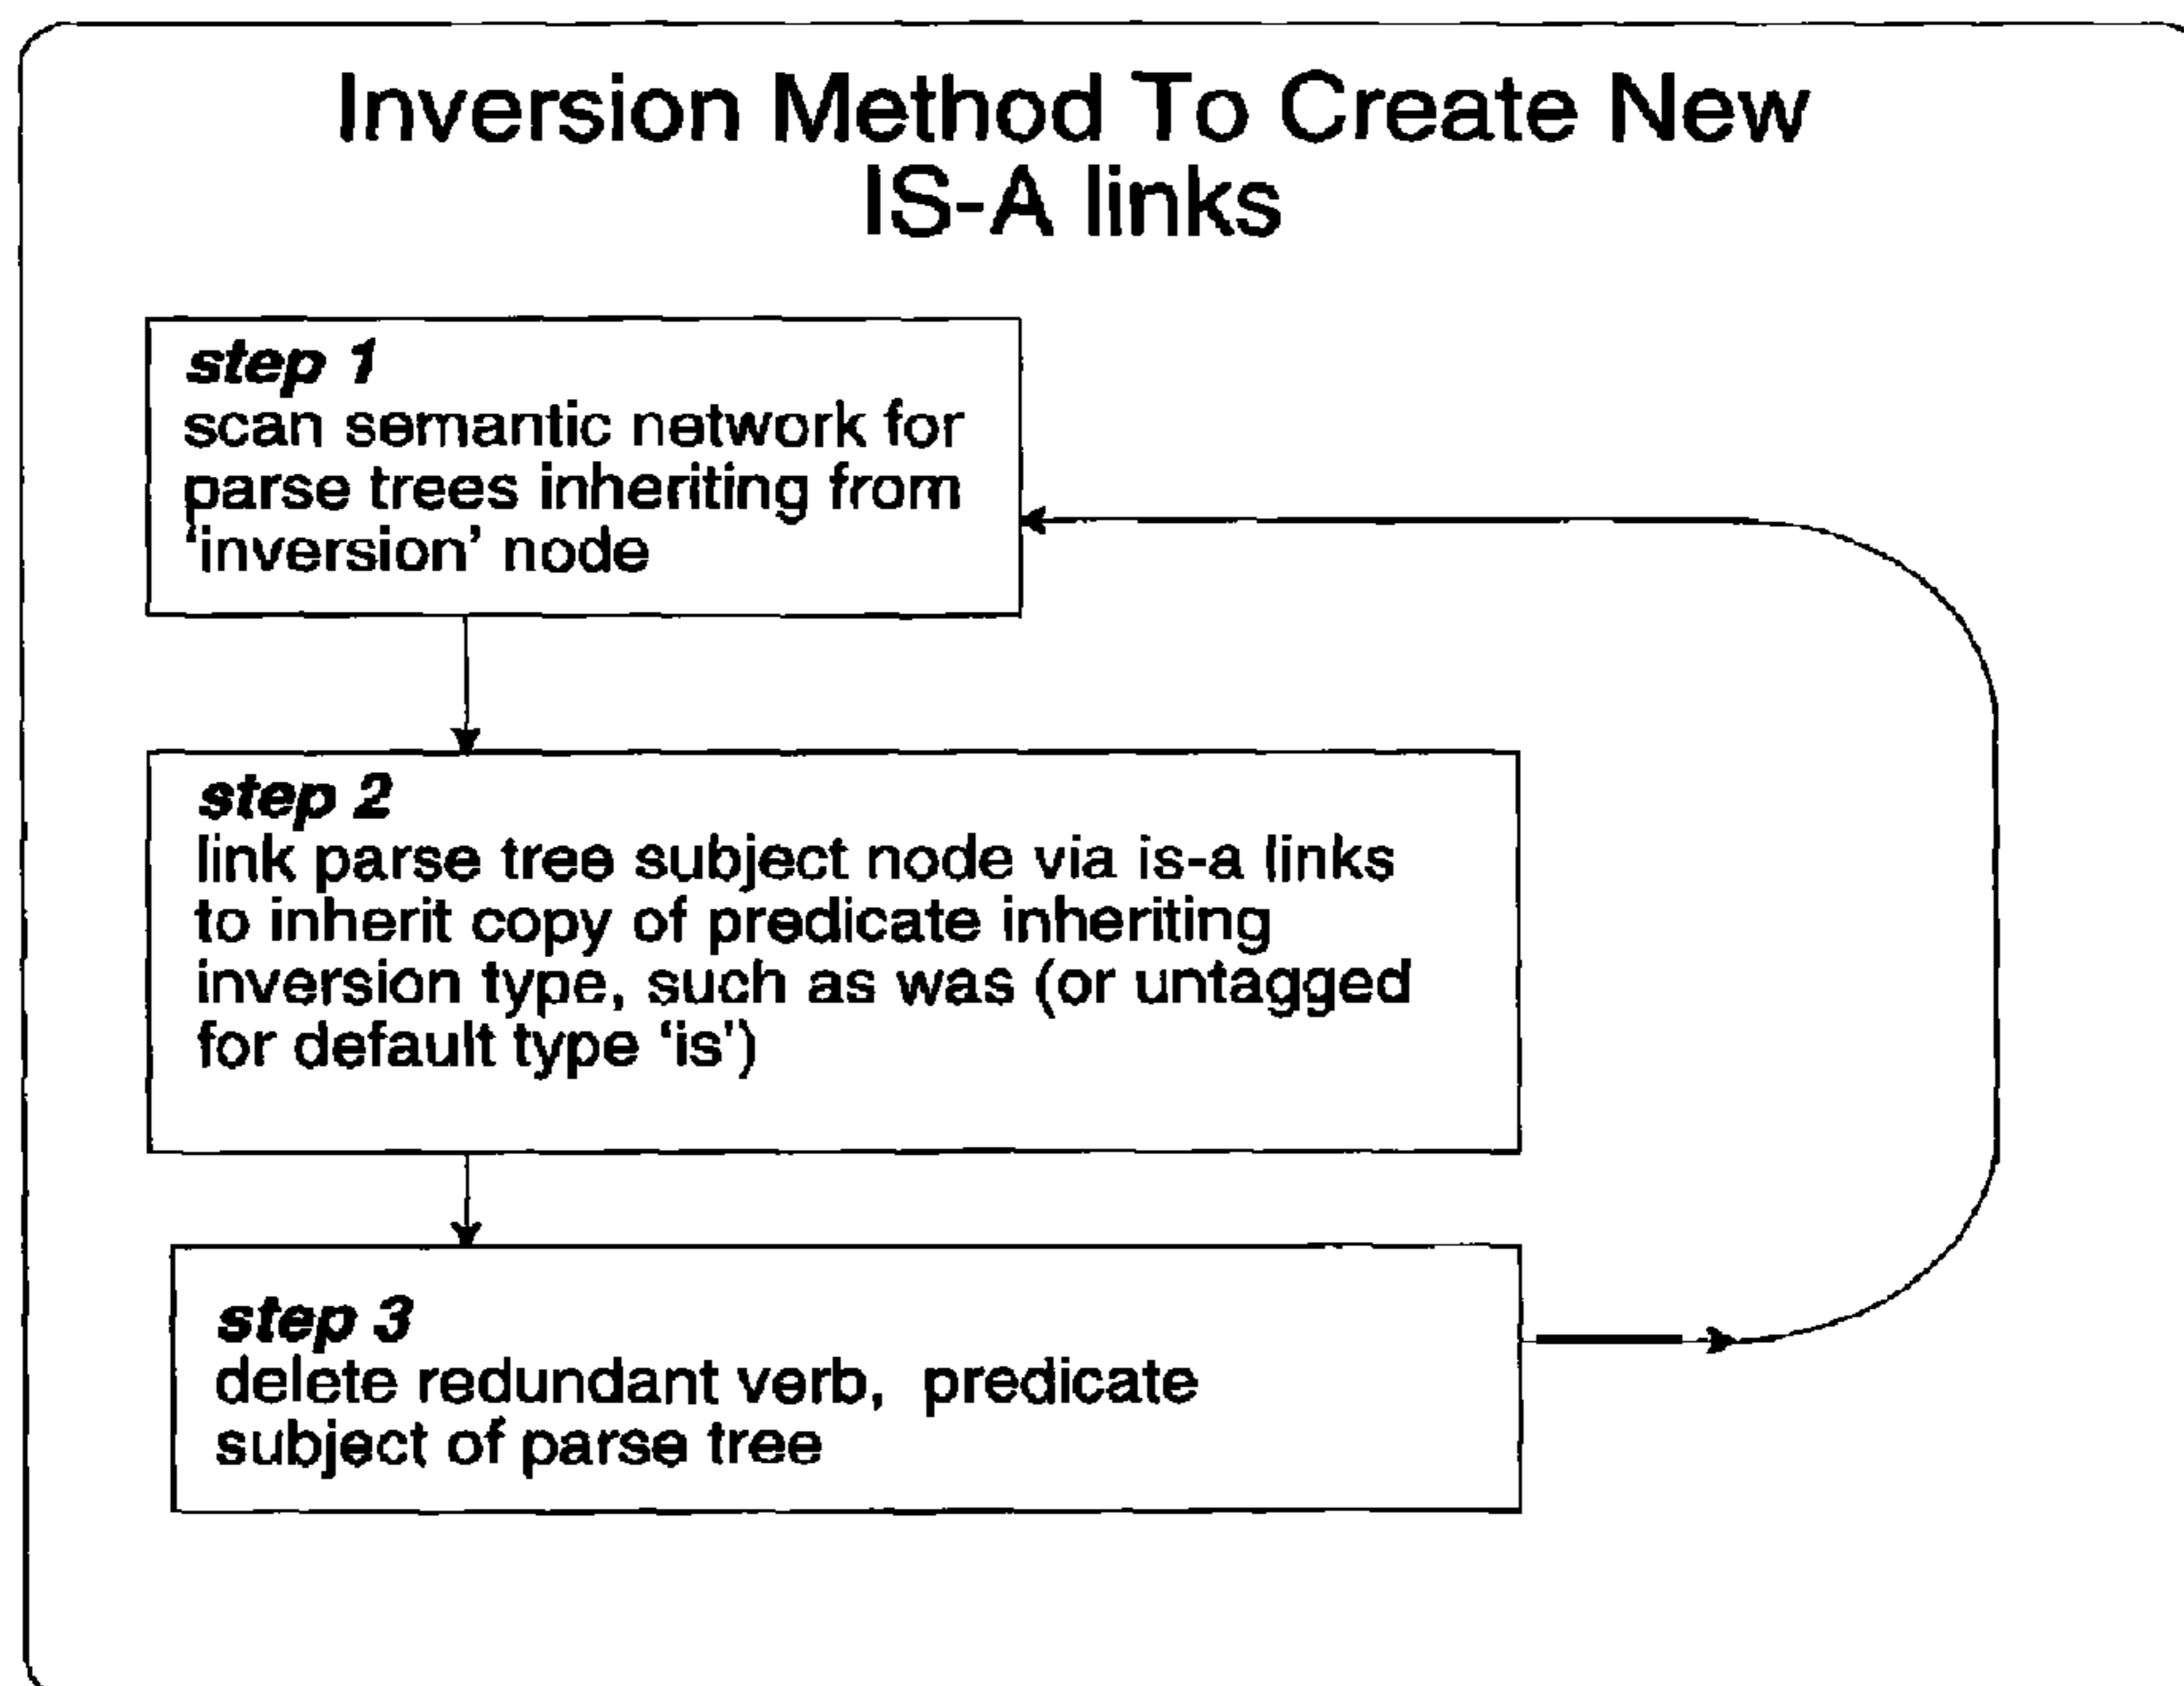 Inversion Method To Create New
IS-A links
step 1
scan semantic network for
parse trees inheriting from
‘inversion’ node
step 2
link parse tree subject node via is-a links
to inherit copy of predicate inheriting
inversion type, such as was (or untagged
for default type ‘is’)
step 3
delete redundant verb, predicate
subject of parse tree